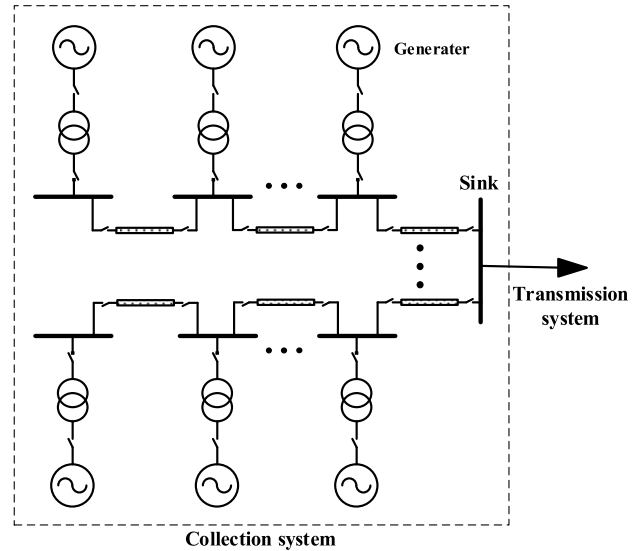 Generater
Sink
Transmission
system
Collection system